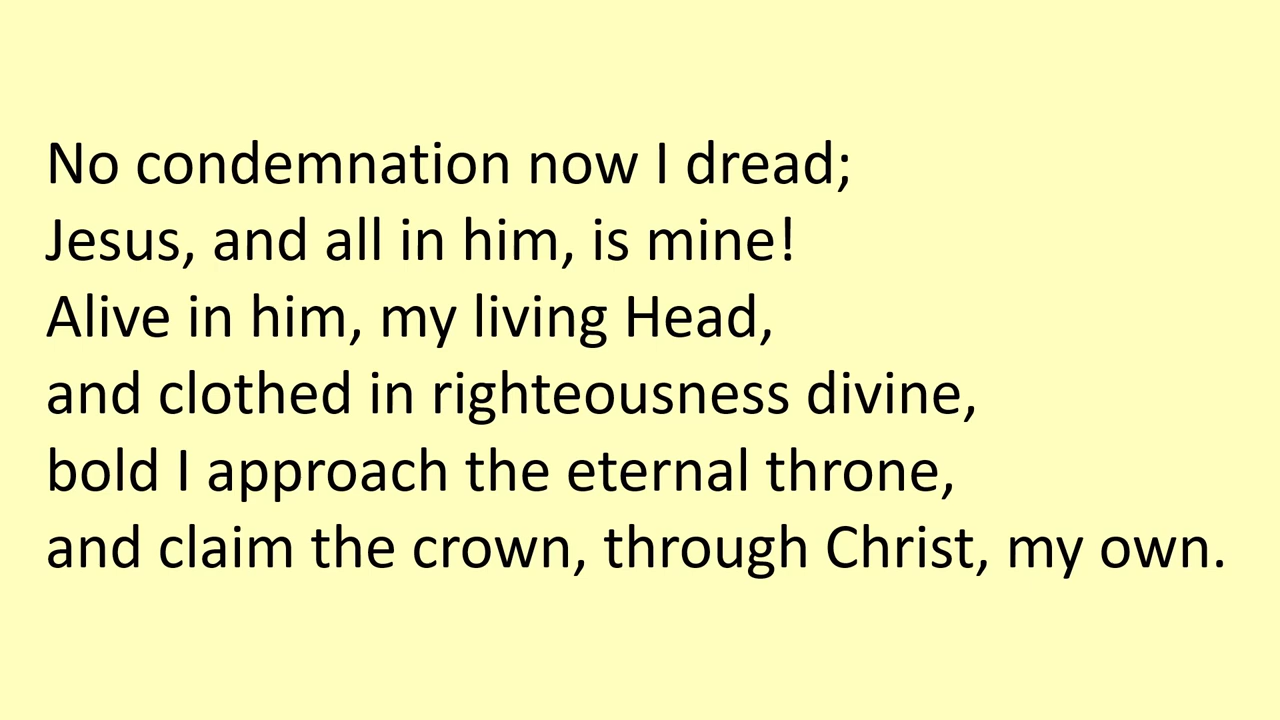 No condemnation now I dread;
Jesus, and all in him, is mine!
Alive in him, my living Head,
and clothed in righteousness divine,
bold I approach the eternal throne,
and claim the crown, through Christ, my own.